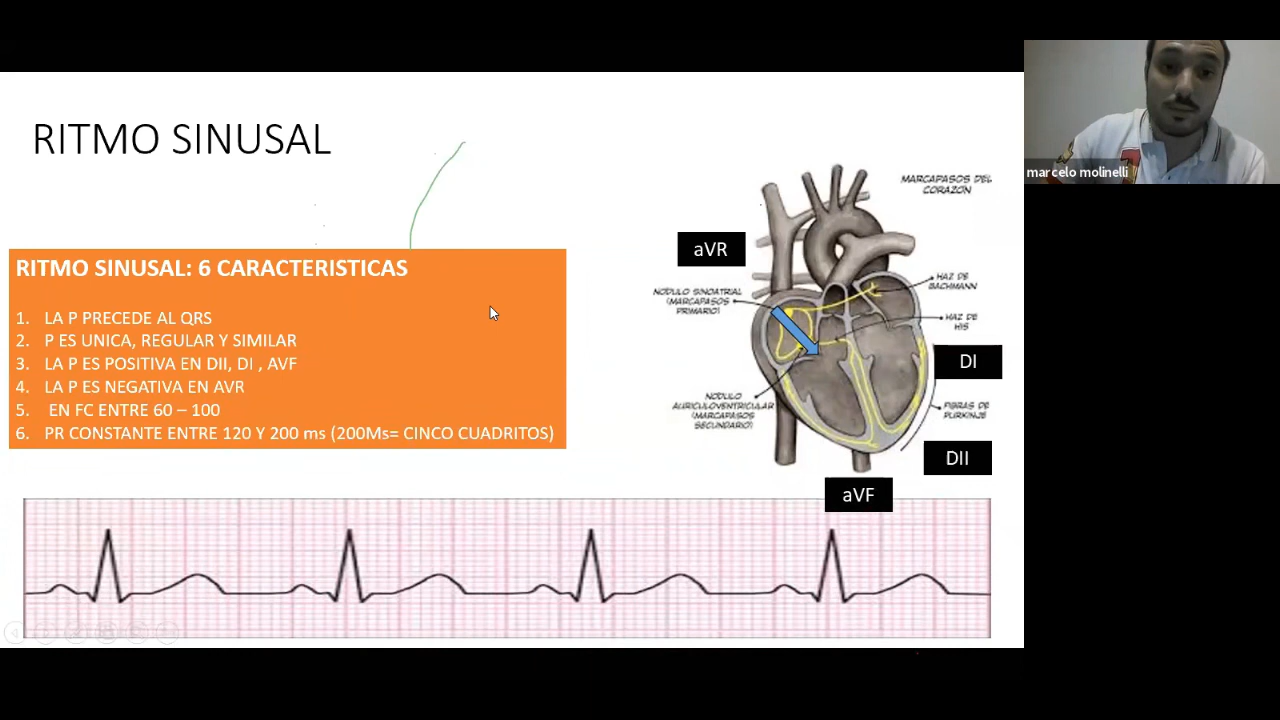 RITMO SINUSAL
RITMO SINUSAL: 6 CARACTERISTICAS
1. LA P PRECEDE AL QRS
2. P ES UNICA, REGULAR Y SIMILAR
3. LA P ES POSITIVA EN DII, DI , AVF
4. LA P ES NEGATIVA EN AVR
5. EN FC ENTRE 60 – 100
6. PR CONSTANTE ENTRE 120 Y 200 ms (200Ms= CINCO CUADRITOS)
MARCAPASOS DEL
CORAZÓN
aVR
NODULO SINOATRIAL
(MARCAPASOS
PRIMARIO)
HAZ DE
BACHMANN
HAZ DE
HIS
DI
NODULO
AURICULOVENTRICULAR
(MARCAPASOS
SECUNDARIO)
FIBRAS DE
PURKINJE
DII
aVF
marcelo molinelli